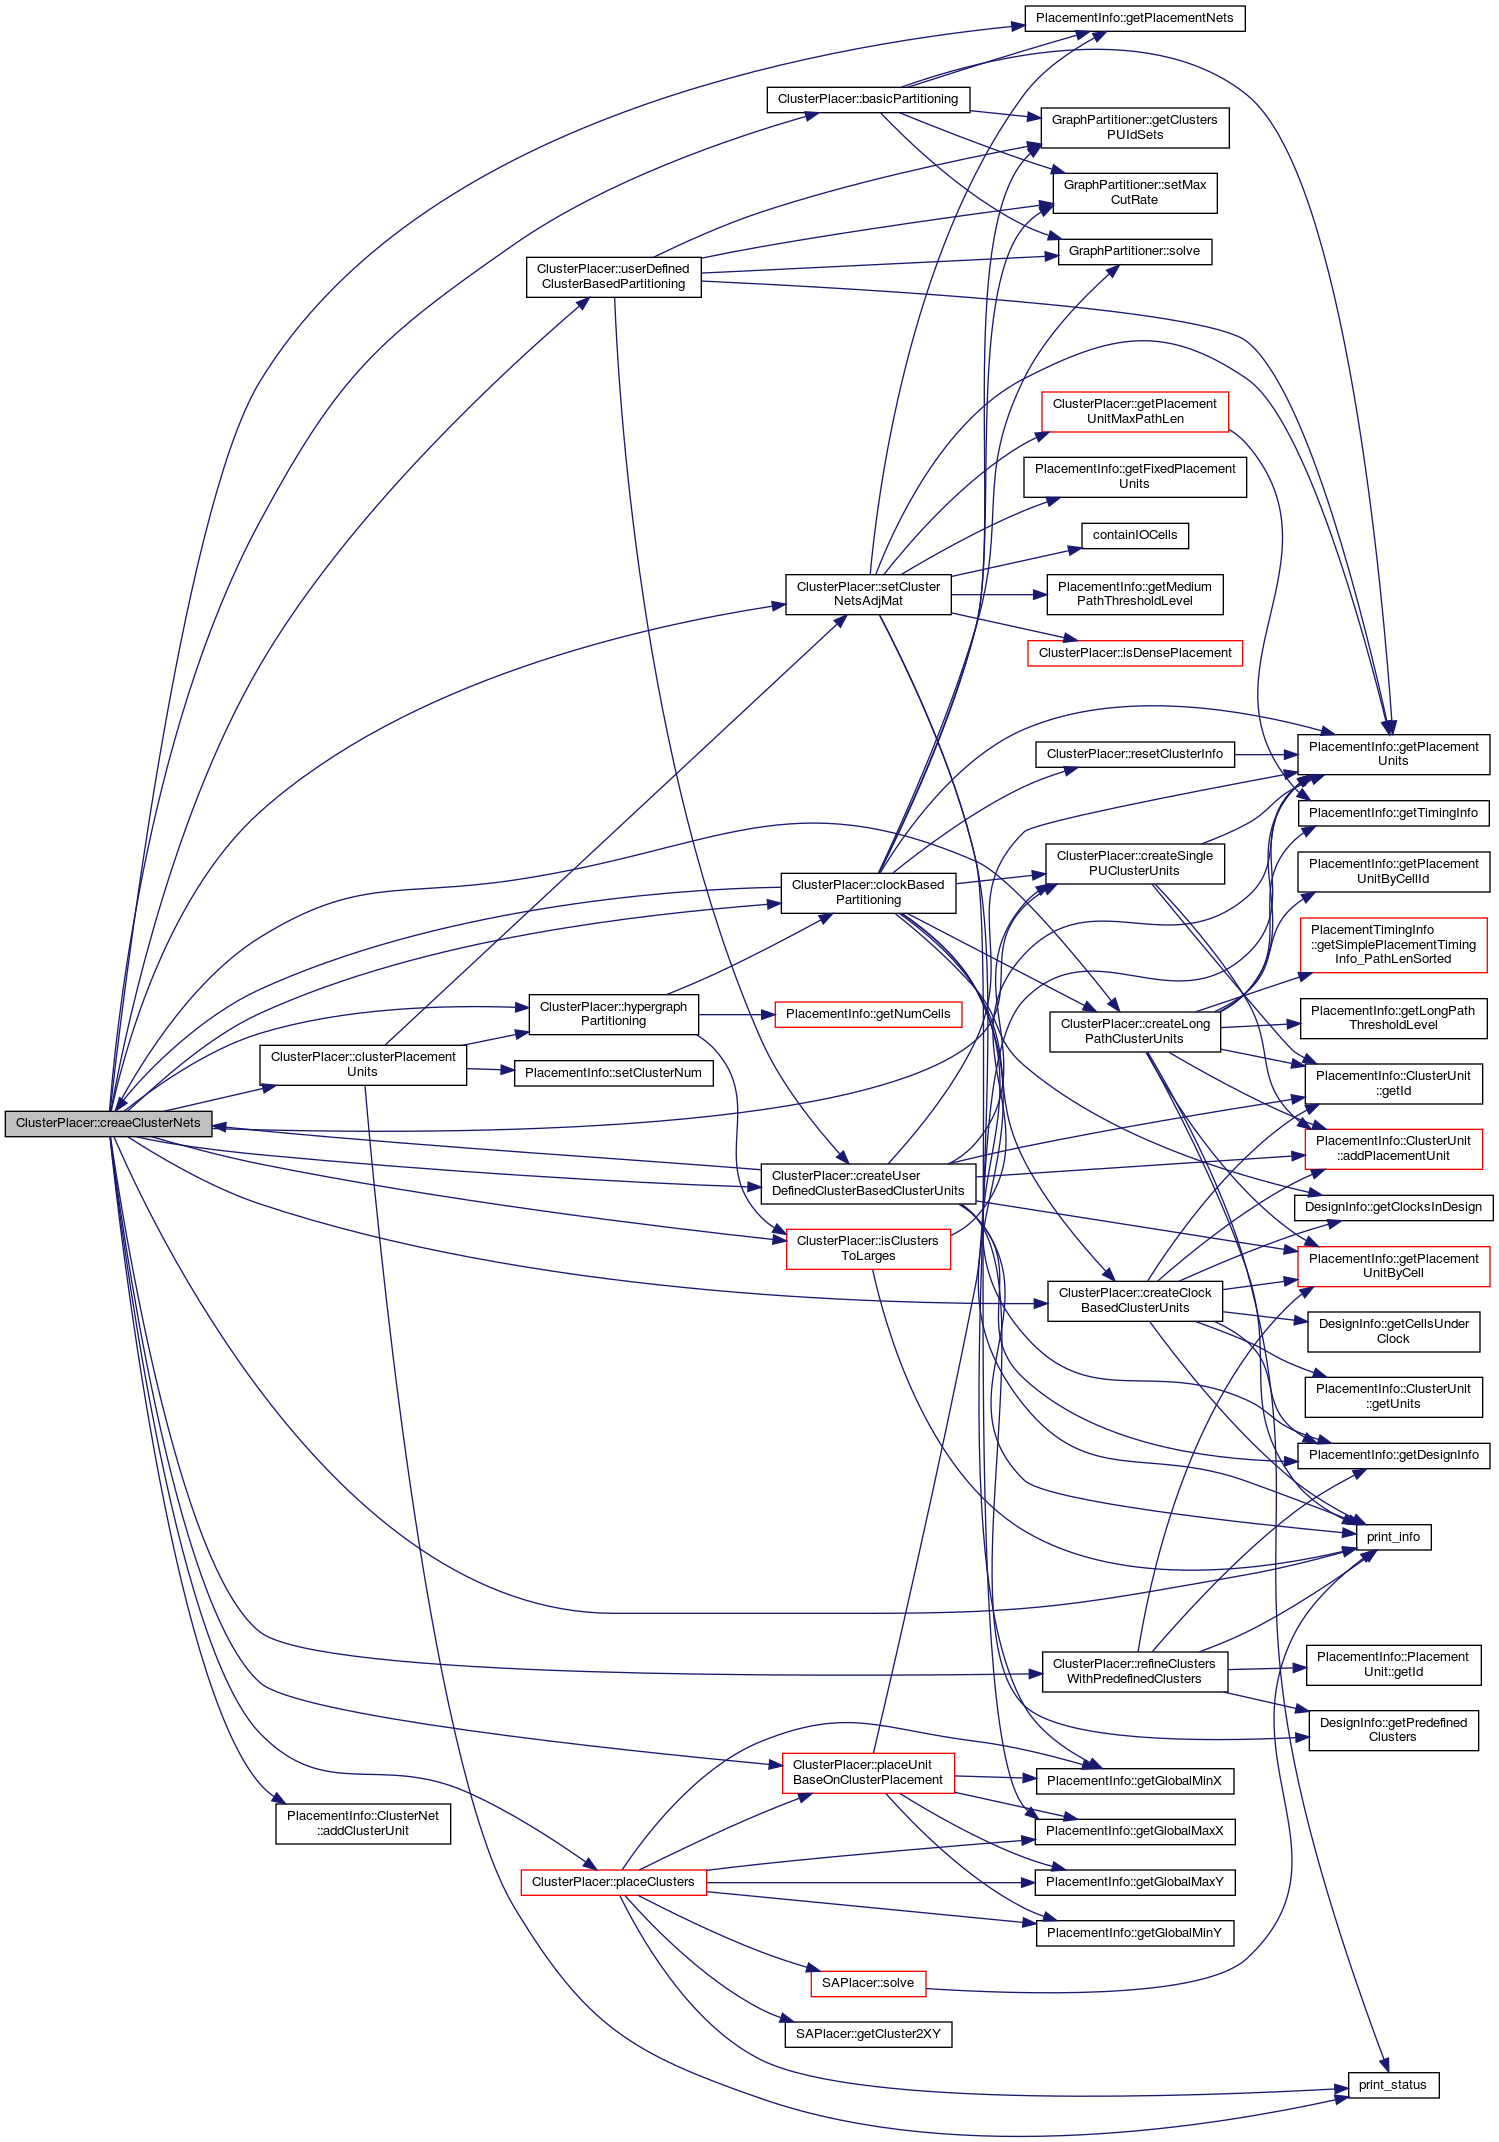 PlacementInfo::getPlacementNets
ClusterPlacer::basicPartitioning
GraphPartitioner::getClusters
PUIdSets
GraphPartitioner::setMax
CutRate
GraphPartitioner::solve
ClusterPlacer::userDefined
ClusterBasedPartitioning
ClusterPlacer::getPlacement
UnitMaxPathLen
PlacementInfo::getFixedPlacement
Units
containIOCells
ClusterPlacer::setCluster
NetsAdjMat
PlacementInfo::getMedium
PathThresholdLevel
ClusterPlacer::isDensePlacement
ClusterPlacer::resetClusterInfo
PlacementInfo::getPlacement
Units
PlacementInfo::getTimingInfo
ClusterPlacer::createSingle
PUClusterUnits
PlacementInfo::getPlacement
UnitByCellId
ClusterPlacer::clockBased
Partitioning
PlacementTimingInfo
::getSimplePlacementTiming
Info_PathLenSorted
ClusterPlacer::hypergraph
Partitioning
PlacementInfo::getNumCells
ClusterPlacer::createLong
PathClusterUnits
PlacementInfo::getLongPath
ThresholdLevel
ClusterPlacer::clusterPlacement
Units
PlacementInfo::setClusterNum
PlacementInfo::ClusterUnit
::getId
ClusterPlacer::creaeClusterNets
PlacementInfo::ClusterUnit
::addPlacementUnit
ClusterPlacer::createUser
DefinedClusterBasedClusterUnits
DesignInfo::getClocksInDesign
ClusterPlacer::isClusters
ToLarges
PlacementInfo::getPlacement
UnitByCell
ClusterPlacer::createClock
BasedClusterUnits
DesignInfo::getCellsUnder
Clock
PlacementInfo::ClusterUnit
::getUnits
PlacementInfo::getDesignInfo
print_info
ClusterPlacer::refineClusters
WithPredefinedClusters
PlacementInfo::Placement
Unit::getId
DesignInfo::getPredefined
Clusters
ClusterPlacer::placeUnit
BaseOnClusterPlacement
PlacementInfo::getGlobalMinX
PlacementInfo::ClusterNet
::addClusterUnit
PlacementInfo::getGlobalMaxX
ClusterPlacer::placeClusters
PlacementInfo::getGlobalMaxY
PlacementInfo::getGlobalMinY
SAPlacer::solve
SAPlacer::getCluster2XY
print_status